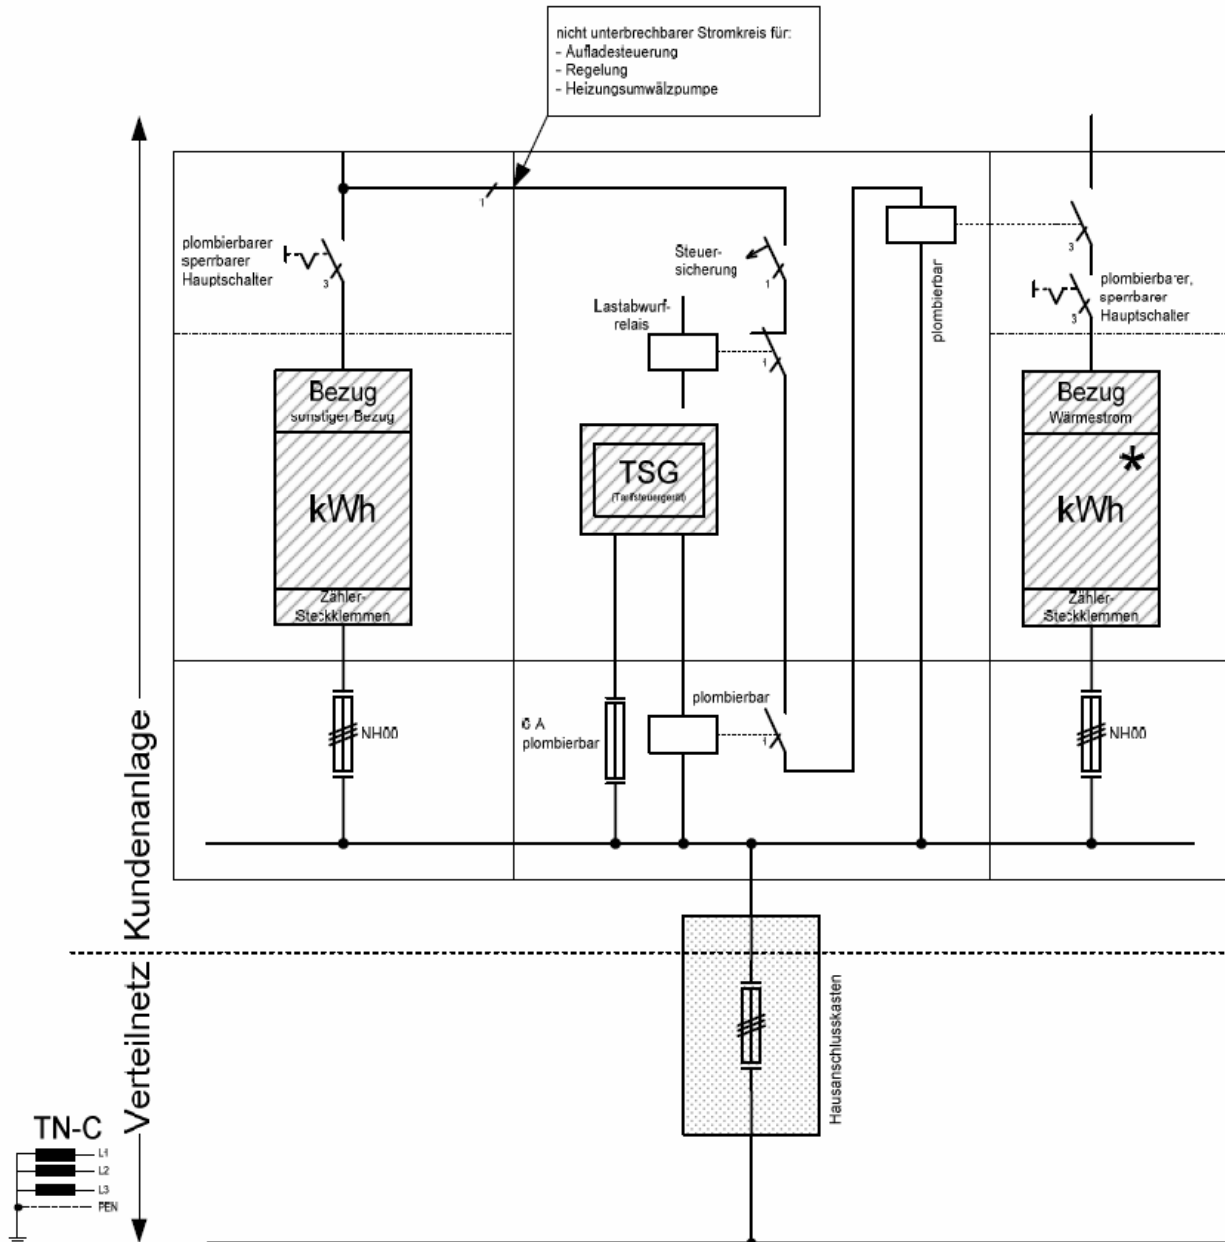 nicht unterbrechbarer Stromkreis für:
- Aufladesteuerung
- Regelung
- Heizungsumwälzpumpe
1
plombierbarer
sperrbarer
Hauptschalter
3
Steuer-
sicherung
1
Lastabwurf-
relais
1
plombierbar
3
plombierbarer,
sperrbarer
Hauptschalter
3
Bezug
sonstiger Bezug
kWh
Zähler-
Steckklemmen
TSG
(Tarifsteuergerät)
Bezug
Wärmestrom
*
kWh
Zähler-
Steckklemmen
NH00
6 A
plombierbar
plombierbar
1
NH00
Kundenanlage
Verteilnetz
Hausanschlusskasten
TN-C
L1
L2
L3
PEN